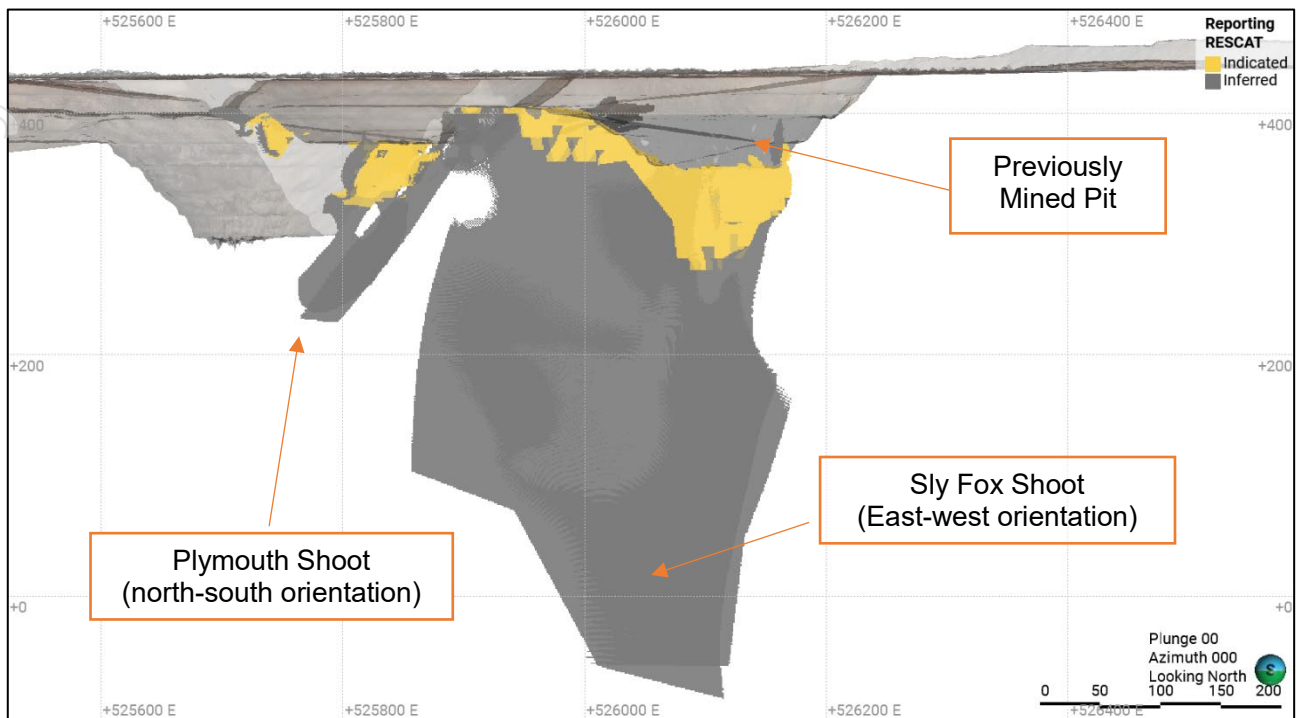 +525600 E
+525800 E
+526000 E
+526200 E
+526400 E
Reporting
RESCAT
Indicated
Inferred
+400
+400
Previously
Mined Pit
+200
+200
Sly Fox Shoot
(East-west orientation)
Plymouth Shoot
(north-south orientation)
+0
+0
Plunge 00
Azimuth 000
Looking North
S
0 50 100 150 200
+525600 E
+525800 E
+526000 E
+526200 E
+526400 E